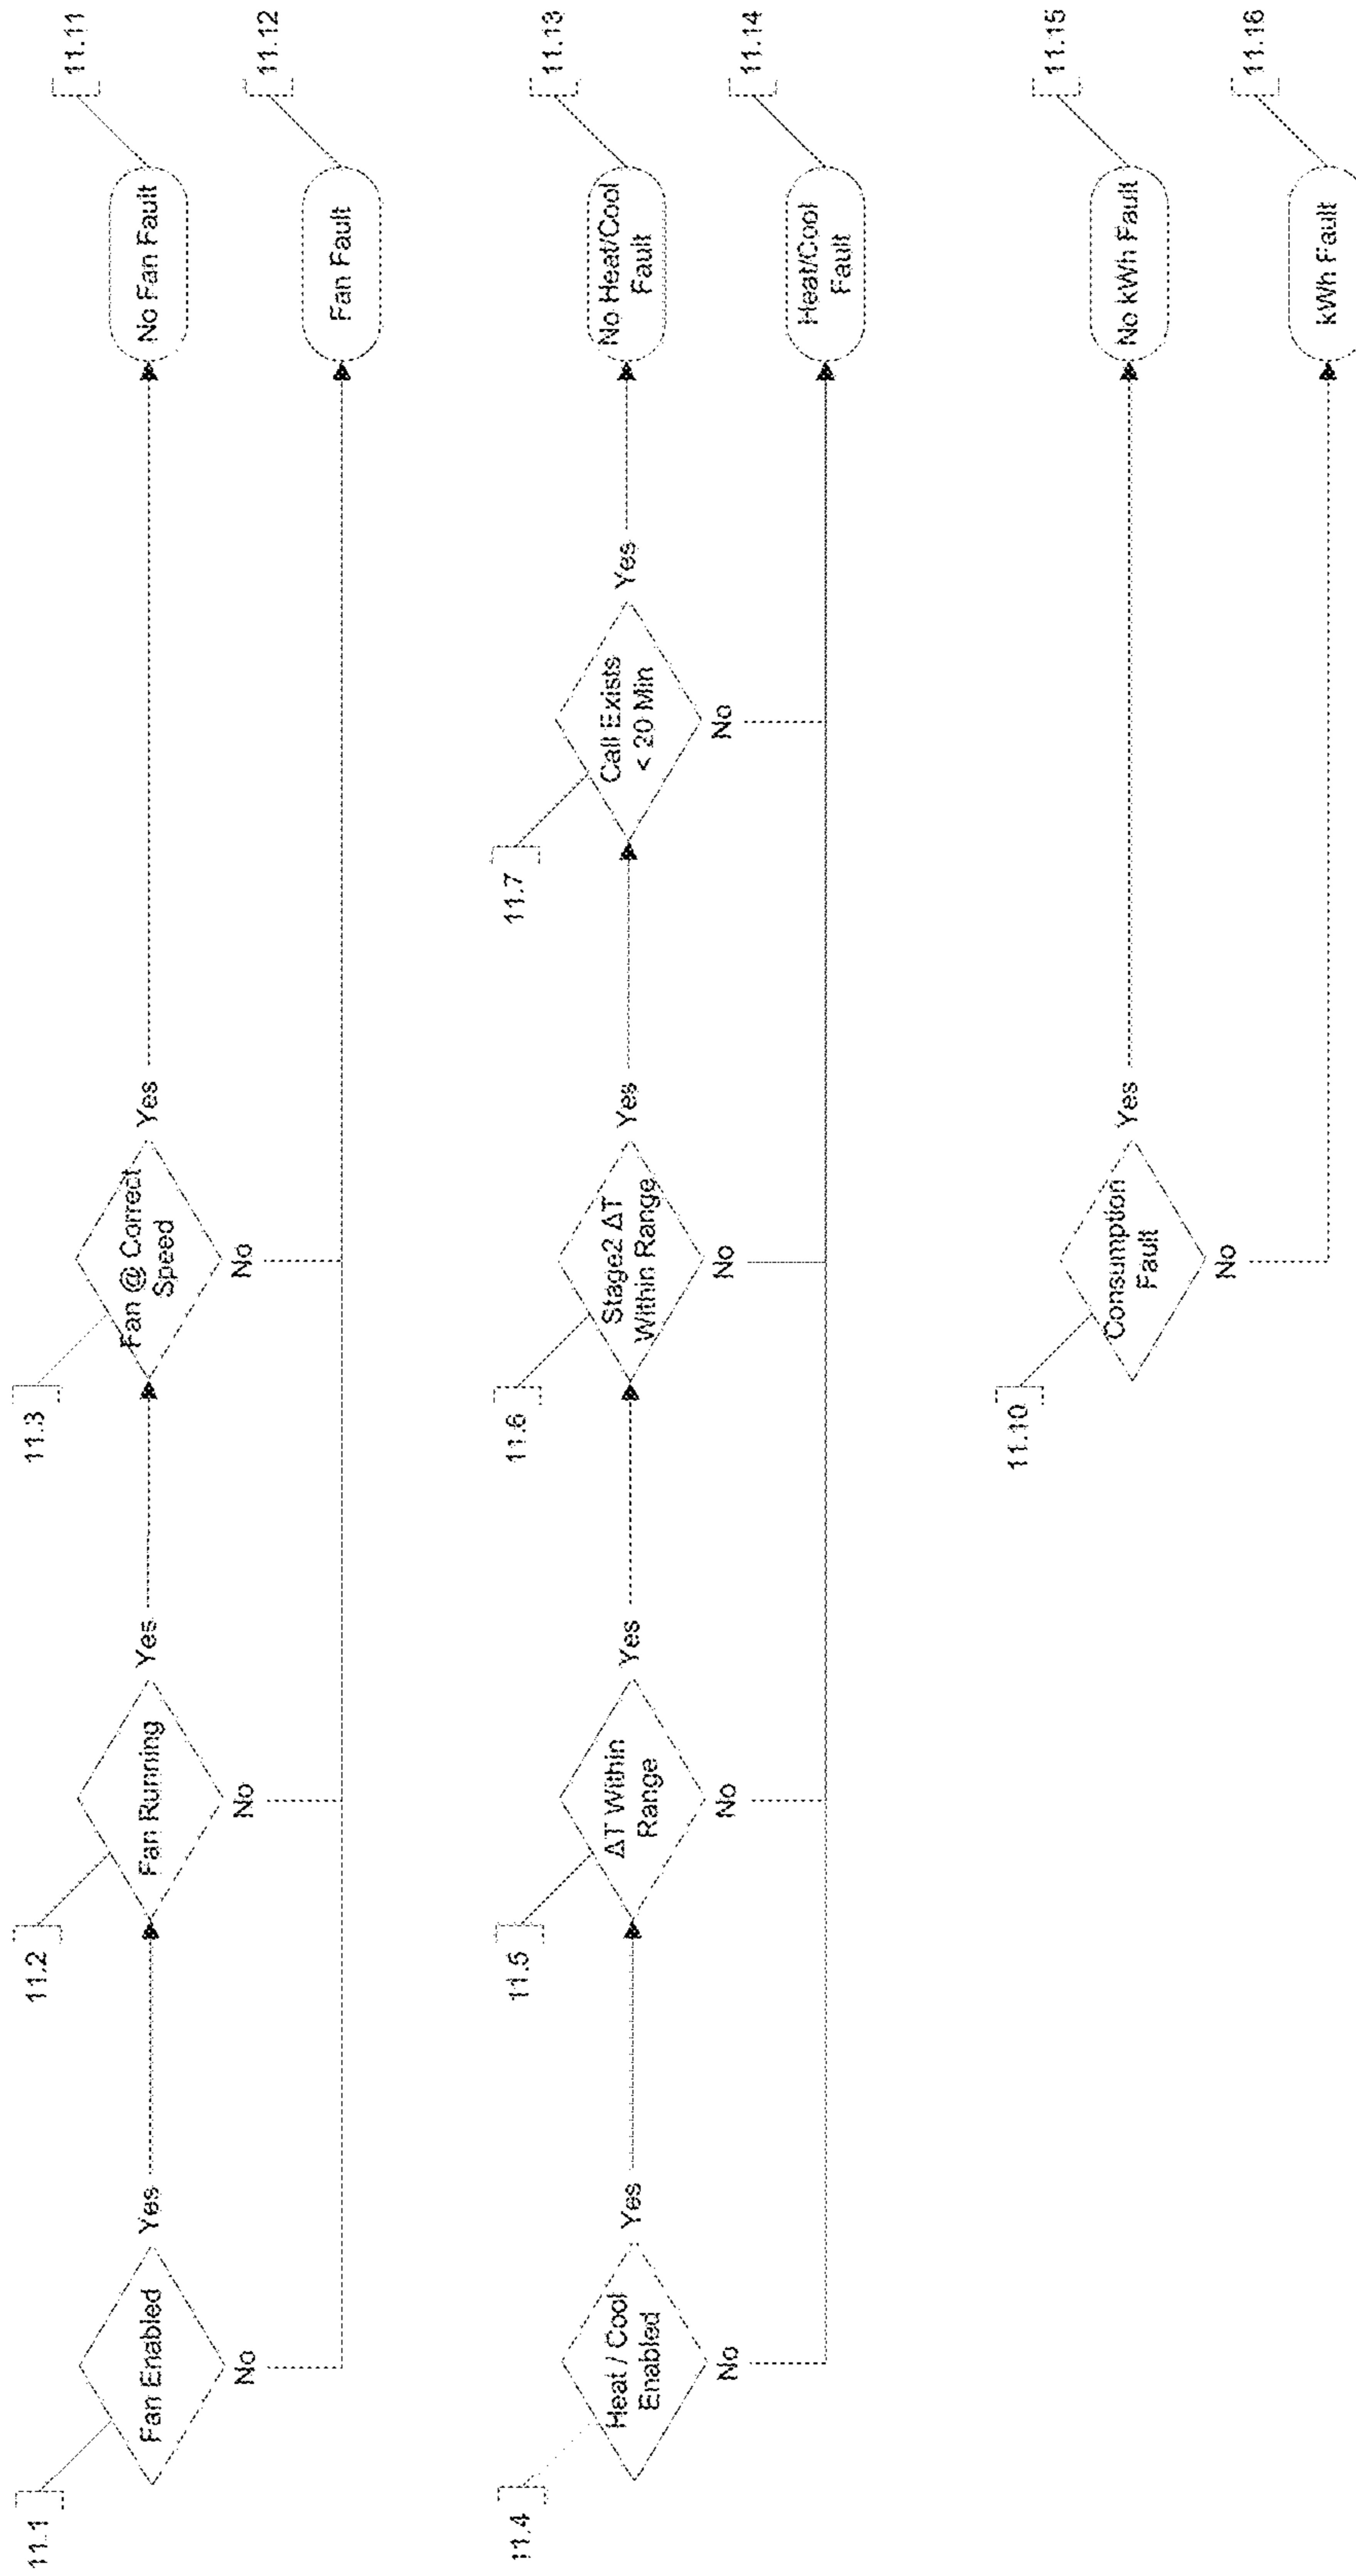 11.1
Fan Enabled
Yes
No
11.2
Fan Running
Yes
No
11.3
Fan @ Correct
Speed
Yes
No
No Fan Fault
11.11
Fan Fault
11.12
11.4
Heat / Cool
Enabled
Yes
No
11.5
ΔT Within
Range
Yes
No
11.6
Stage2 ΔT
Within Range
Yes
No
11.7
Call Exists
< 20 Min
Yes
No
No Heat/Cool
Fault
11.13
Heat/Cool
Fault
11.14
11.10
Consumption
Fault
Yes
No
No kWh Fault
11.15
kWh Fault
11.16